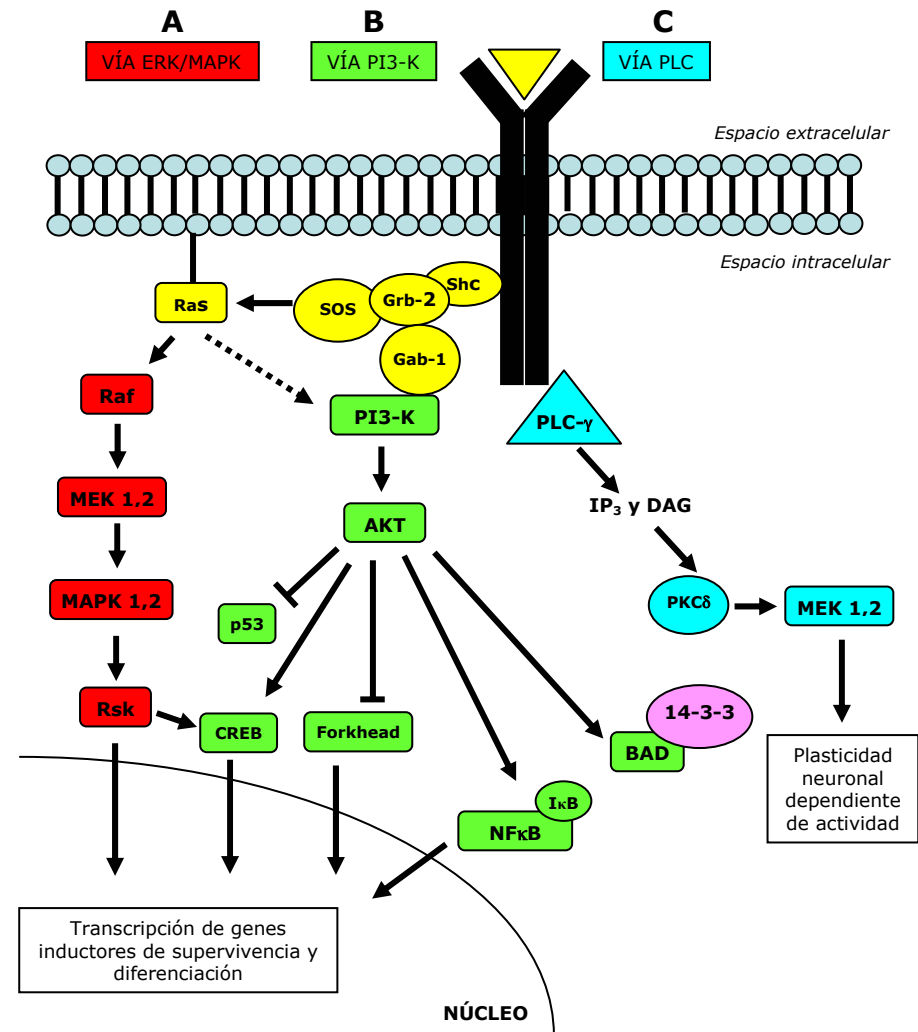 A
B
C
VÍA ERK/MAPK
VÍA PI3-K
VÍA PLC
Espacio extracelular
Espacio intracelular
Ras
SOS
Grb-2
Shc
Gab-1
Raf
PI3-K
PLC-γ
MEK 1,2
AKT
IP₃ y DAG
MAPK 1,2
p53
PKCδ
MEK 1,2
Rsk
CREB
Forkhead
14-3-3
BAD
Plasticidad
neuronal
dependiente
de actividad
IκB
NFκB
Transcripción de genes
inductores de supervivencia y
diferenciación
NÚCLEO